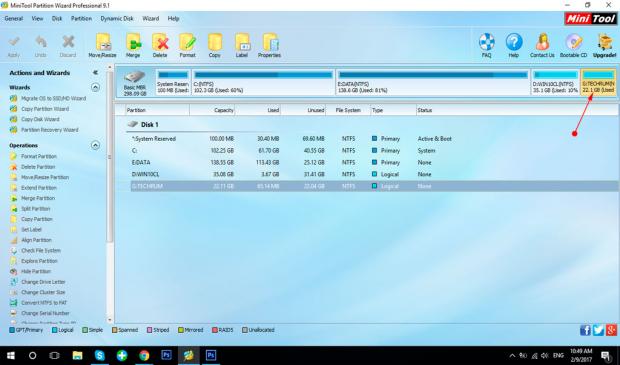 MiniTool Partition Wizard Professional 9.1
General View Disk Partition Dynamic Disk Wizard Help
Mini Tool
Apply Undo Discard Move/Resize Merge Delete Format Copy Label Properties FAQ Help Contact Us Bootable CD Upgrade!
Actions and Wizards
Wizards
Migrate OS to SSD/HD Wizard
Copy Partition Wizard
Copy Disk Wizard
Partition Recovery Wizard
Operations
Format Partition
Delete Partition
Move/Resize Partition
Extend Partition
Merge Partition
Split Partition
Copy Partition
Set Label
Align Partition
Check File System
Explore Partition
Hide Partition
Change Drive Letter
Change Cluster Size
Convert NTFS to FAT
Change Serial Number
Change Partition Type ID
Basic MBR
298.09 GB
System Reserv
100 MB (Used:
C:(NTFS)
102.3 GB (Used: 60%)
E:DATA(NTFS)
138.6 GB (Used: 81%)
D:WIN10CL.(NTFS)
35.1 GB (Used: 10%
G:TECHRUM(N
22.1 GB (Used
Partition Capacity Used Unused File System Type Status
Disk 1
*:System Reserved 100.00 MB 30.40 MB 69.60 MB NTFS Primary Active & Boot
C: 102.25 GB 61.70 GB 40.55 GB NTFS Primary System
E:DATA 138.55 GB 113.43 GB 25.12 GB NTFS Primary None
D:WIN10CL 35.08 GB 3.67 GB 31.41 GB NTFS Logical None
G:TECHRUM 22.11 GB 65.14 MB 22.04 GB NTFS Logical None
GPT/Primary Logical Simple Spanned Striped Mirrored RAID5 Unallocated
ENG
10:49 AM
2/9/2017